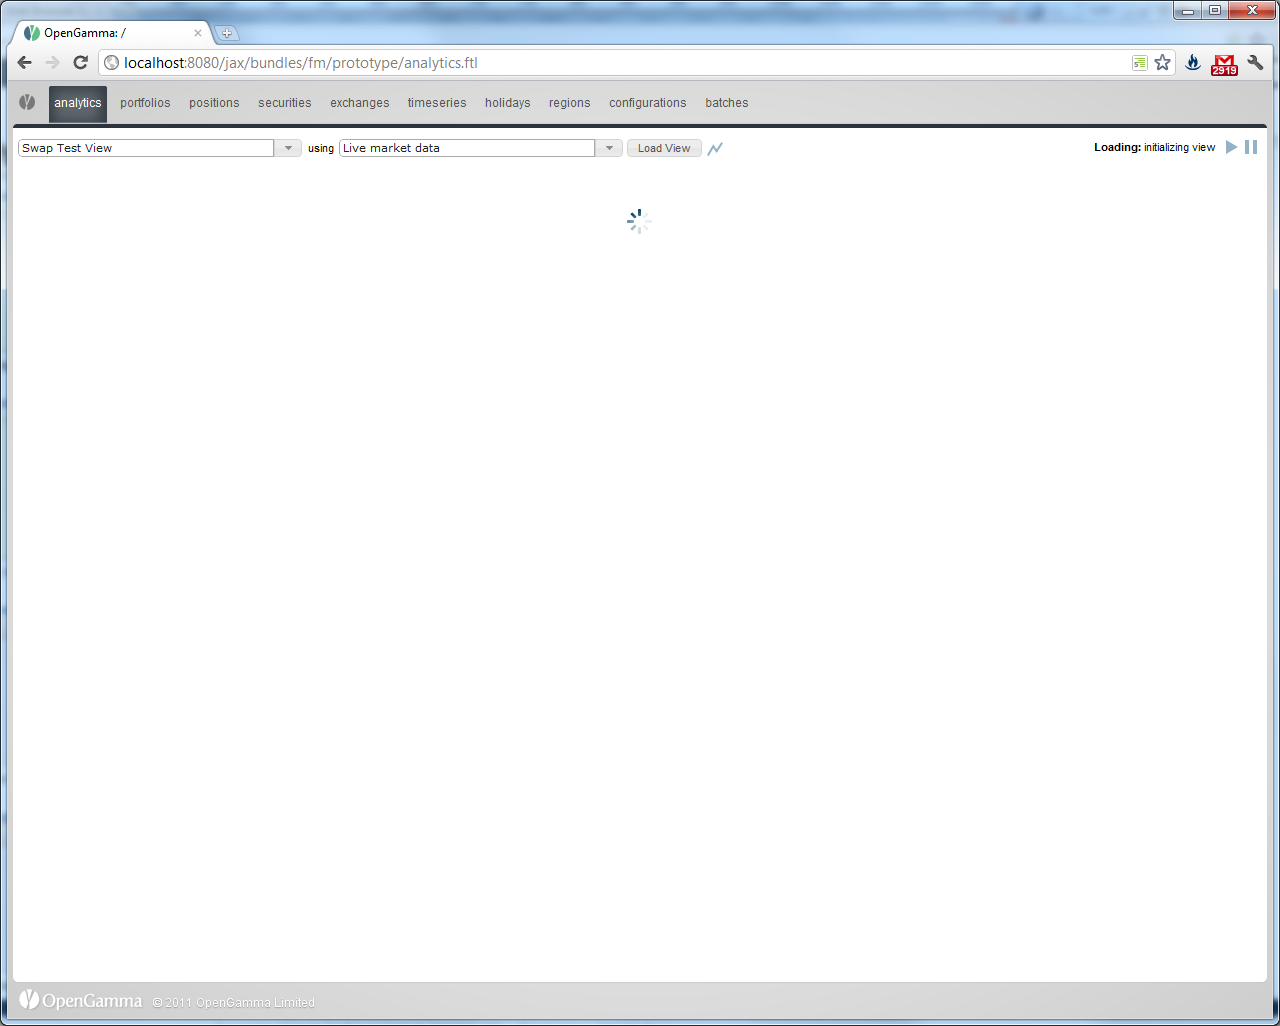 OpenGamma: /
localhost:8080/jax/bundles/fm/prototype/analytics.ftl
2919
analytics portfolios positions securities exchanges timeseries holidays regions configurations batches
Swap Test View using Live market data Load View Loading: initializing view
OpenGamma © 2011 OpenGamma Limited